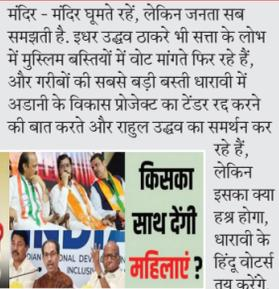 मंदिर - मंदिर घूमते रहें, लेकिन जनता सब
समझती है. इधर उद्धव ठाकरे भी सत्ता के लोभ
में मुस्लिम बस्तियों में वोट मांगते फिर रहे हैं,
और गरीबों की सबसे बड़ी बस्ती धारावी में
अडानी के विकास प्रोजेक्ट का टेंडर रद्द करने
की बात करते और राहुल उद्धव का समर्थन कर
रहे हैं,
लेकिन
इसका क्या
हश्र होगा,
धारावी के
हिंदू वोटर्स
तय करेंगे
किसका
साथ देंगी
महिलाएं ?